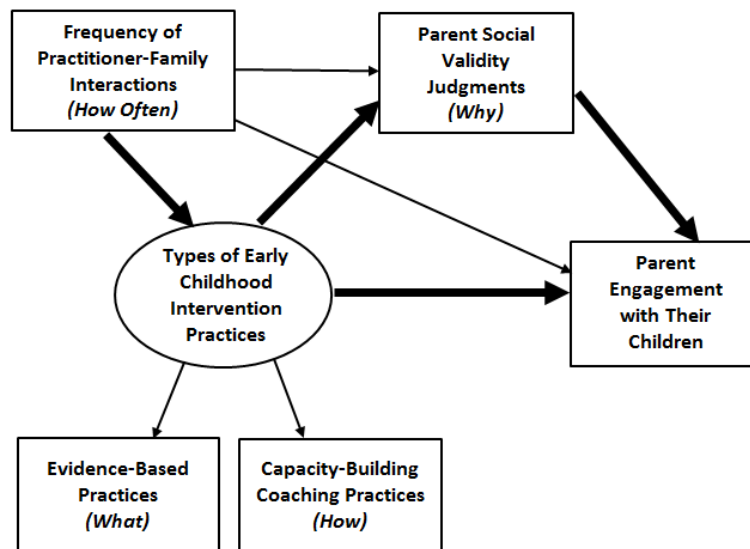 Frequency of
Practitioner-Family
Interactions
(How Often)
Parent Social
Validity
Judgments
(Why)
Types of Early
Childhood
Intervention
Practices
Parent
Engagement
with Their
Children
Evidence-Based
Practices
(What)
Capacity-Building
Coaching Practices
(How)